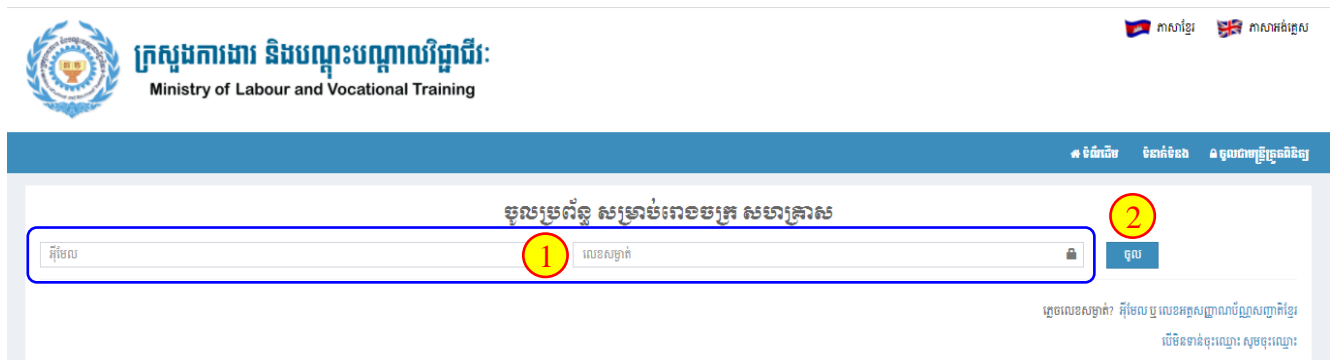 ភាសាខ្មែរ ភាសាអង់គ្លេស
ក្រសួងការងារ និងបណ្តុះបណ្តាលវិជ្ជាជីវៈ
Ministry of Labour and Vocational Training
ទំព័រដើម ទំនាក់ទំនង ចូលជាមន្ត្រីត្រួតពិនិត្យ
ចូលប្រព័ន្ធ សម្រាប់រោងចក្រ សហគ្រាស
2
អ៊ីមែល 1 លេខសម្ងាត់ ចូល
ភ្លេចលេខសម្ងាត់? អ៊ីមែល ឬ លេខអត្តសញ្ញាណប័ណ្ណសញ្ជាតិខ្មែរ
បើមិនទាន់ចុះឈ្មោះ សូមចុះឈ្មោះ